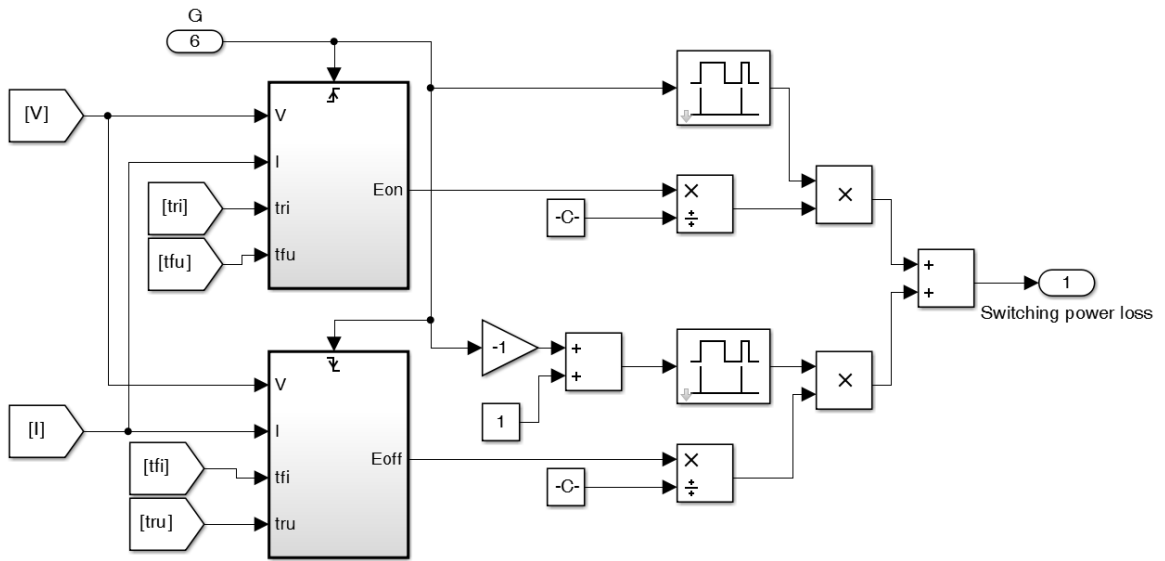 G
6
[V]
V
I
[tri]
tri
Eon
×
÷
-C-
×
[tfu]
tfu
+
+
1
Switching power loss
-1
+
+
1
V
[I]
I
Eoff
×
÷
-C-
×
[tfi]
tfi
[tru]
tru